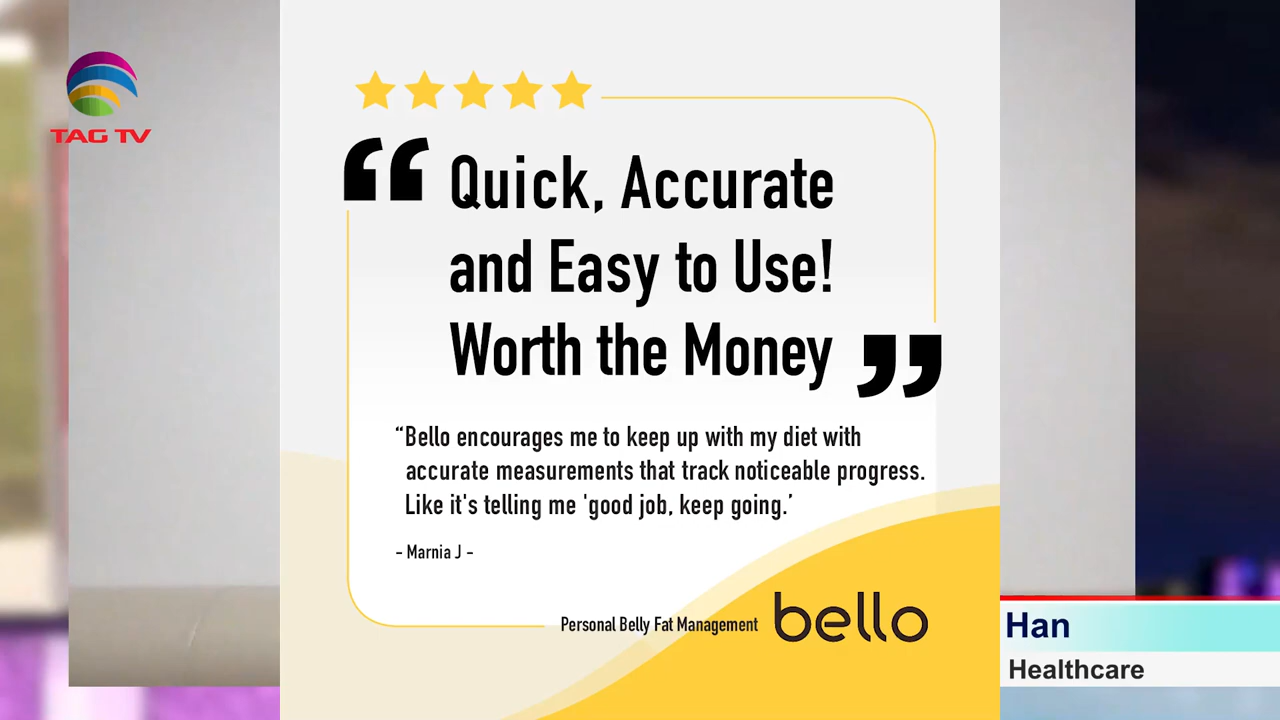 TAG TV
“ Quick, Accurate
and Easy to Use!
Worth the Money ”
“Bello encourages me to keep up with my diet with
accurate measurements that track noticeable progress.
Like it's telling me 'good job, keep going.’
- Marnia J -
Personal Belly Fat Management bello
Han
Healthcare